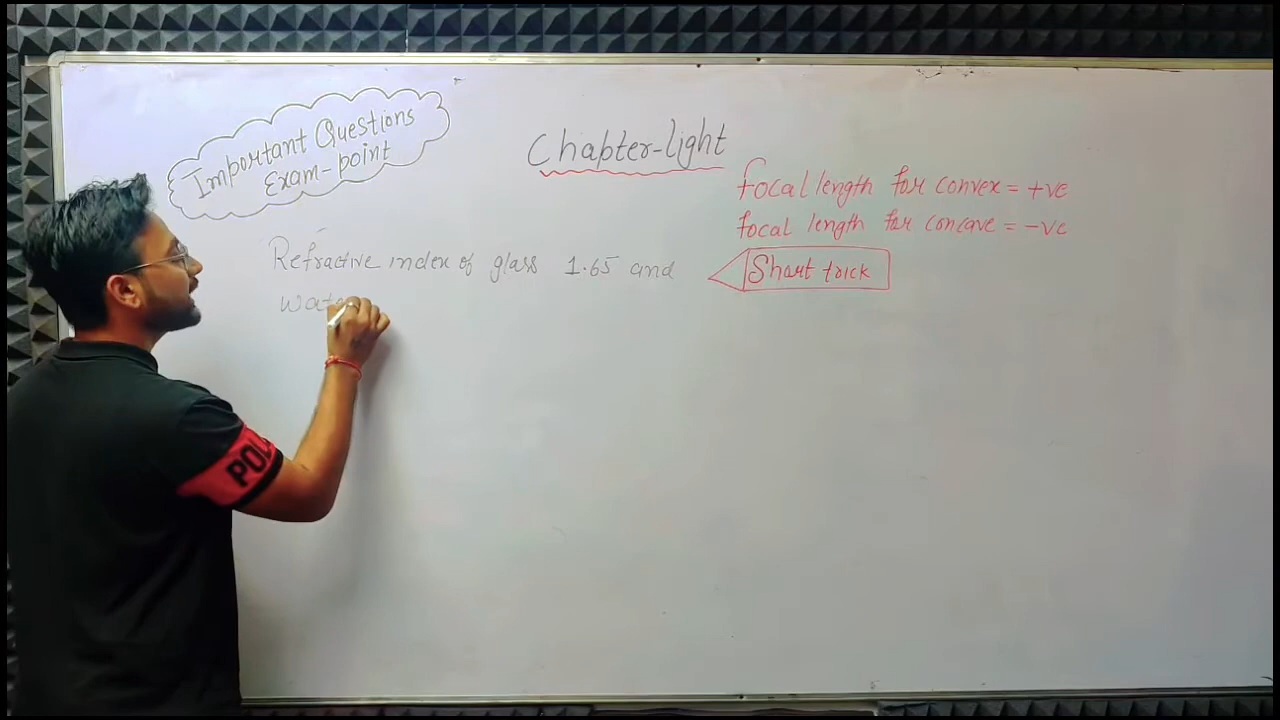 Important Questions
Exam-point
Chapter-light
focal length for convex = +ve
focal length for concave = -ve
Short trick
Refractive index of glass 1.65 and